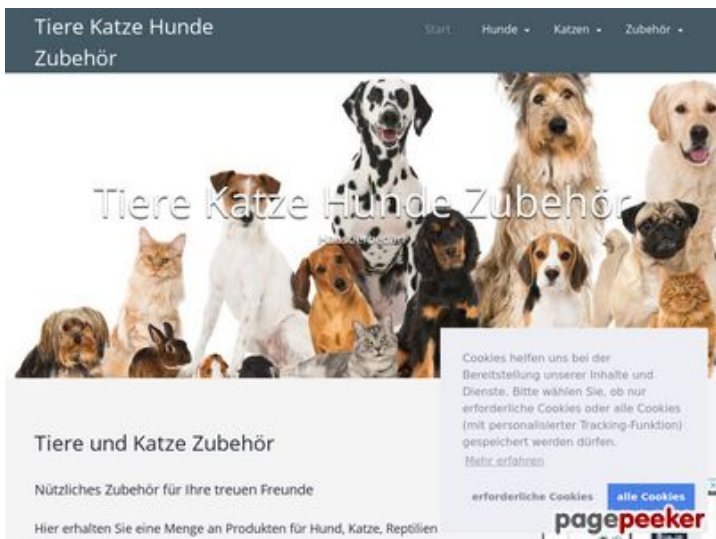 Tiere Katze Hunde
Zubehör
Start Hunde Katzen Zubehör
Tiere Katze Hunde Zubehör
Cookies helfen uns bei der
Bereitstellung unserer Inhalte und
Dienste. Bitte wählen Sie, ob nur
erforderliche Cookies oder alle Cookies
(mit personalisierter Tracking-Funktion)
gespeichert werden dürfen.
Mehr erfahren
erforderliche Cookies alle Cookies
Tiere und Katze Zubehör
Nützliches Zubehör für Ihre treuen Freunde
Hier erhalten Sie eine Menge an Produkten für Hund, Katze, Reptilien
pagepeeker